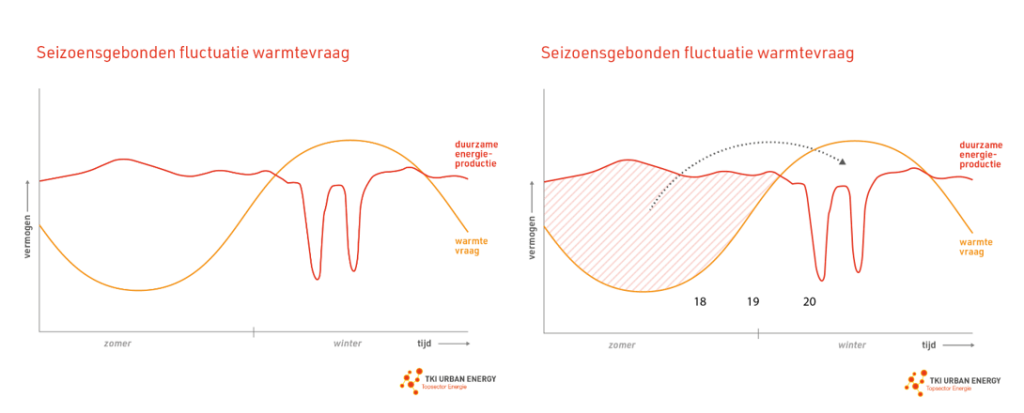 Seizoensgebonden fluctuatie warmtevraag
duurzame
energie-
productie
warmte
vraag
vermogen
zomer
winter
tijd
TKI URBAN ENERGY
Topsector Energie
Seizoensgebonden fluctuatie warmtevraag
duurzame
energie-
productie
warmte
vraag
vermogen
18 19 20
zomer
winter
tijd
TKI URBAN ENERGY
Topsector Energie